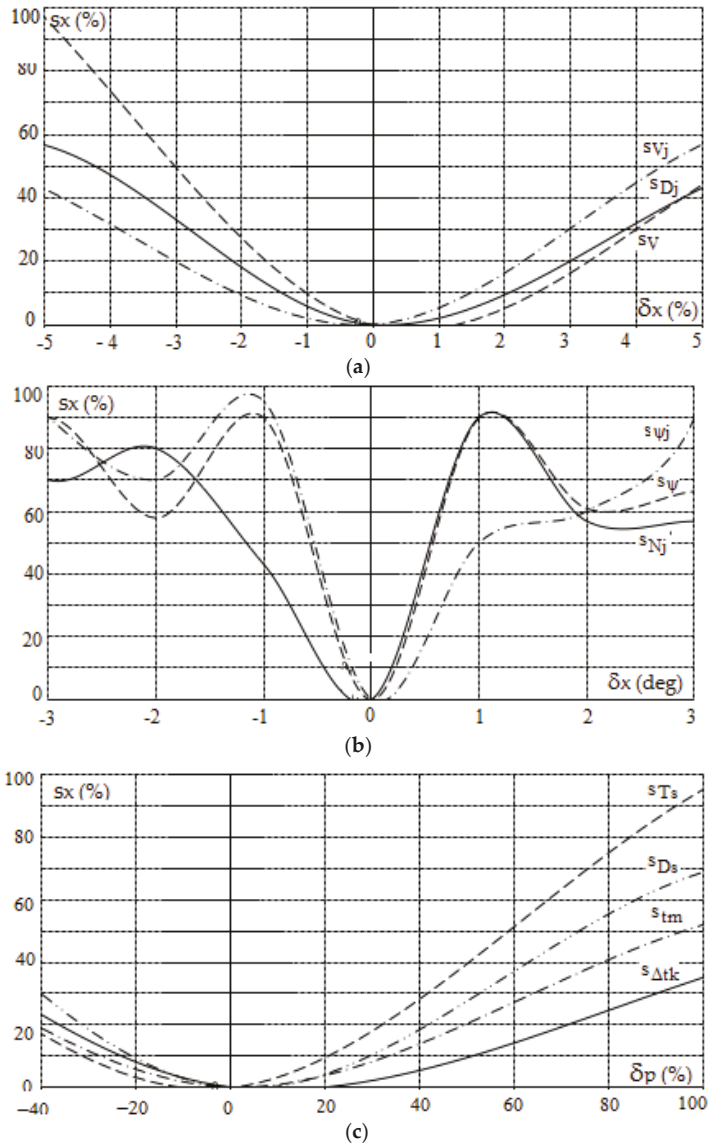 100 sx (%)
80
60
40
20
0
sVj
sDj
sV
δx (%)
-5 -4 -3 -2 -1 0 1 2 3 4 5
(a)
100 sx (%)
80
60
40
20
0
sψj
sψ
sNj
δx (deg)
-3 -2 -1 0 1 2 3
(b)
100 sx (%)
80
60
40
20
0
sTs
sDs
stm
sΔtk
δp (%)
−40 −20 0 20 40 60 80 100
(c)